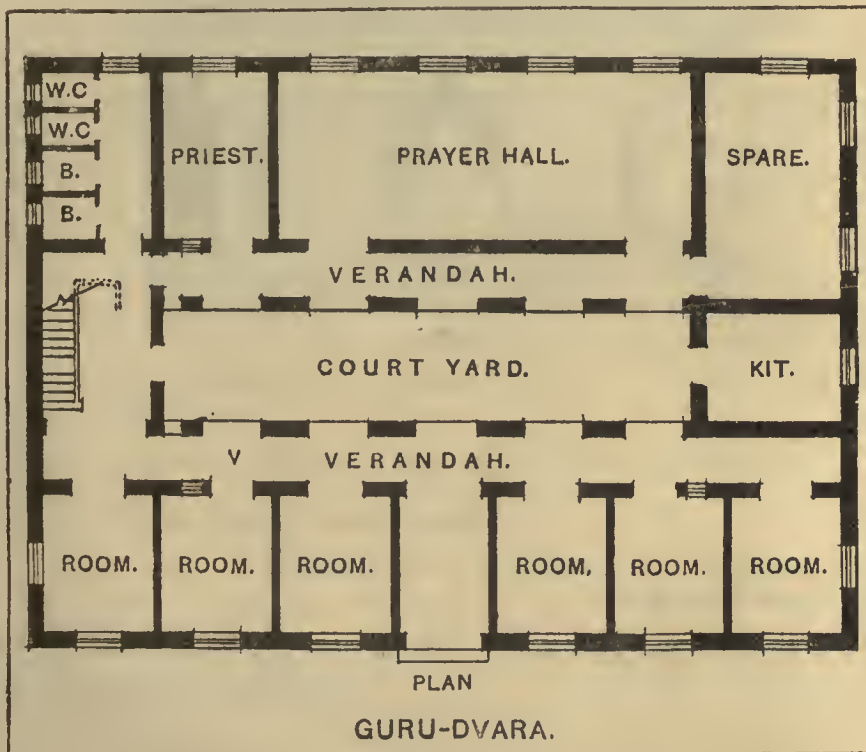 W.C
W.C
B.
B.
PRIEST.
PRAYER HALL.
SPARE.
VERANDAH.
COURT YARD.
KIT.
V
VERANDAH.
ROOM.
ROOM.
ROOM.
ROOM,
ROOM.
ROOM.
PLAN
GURU-DVARA.